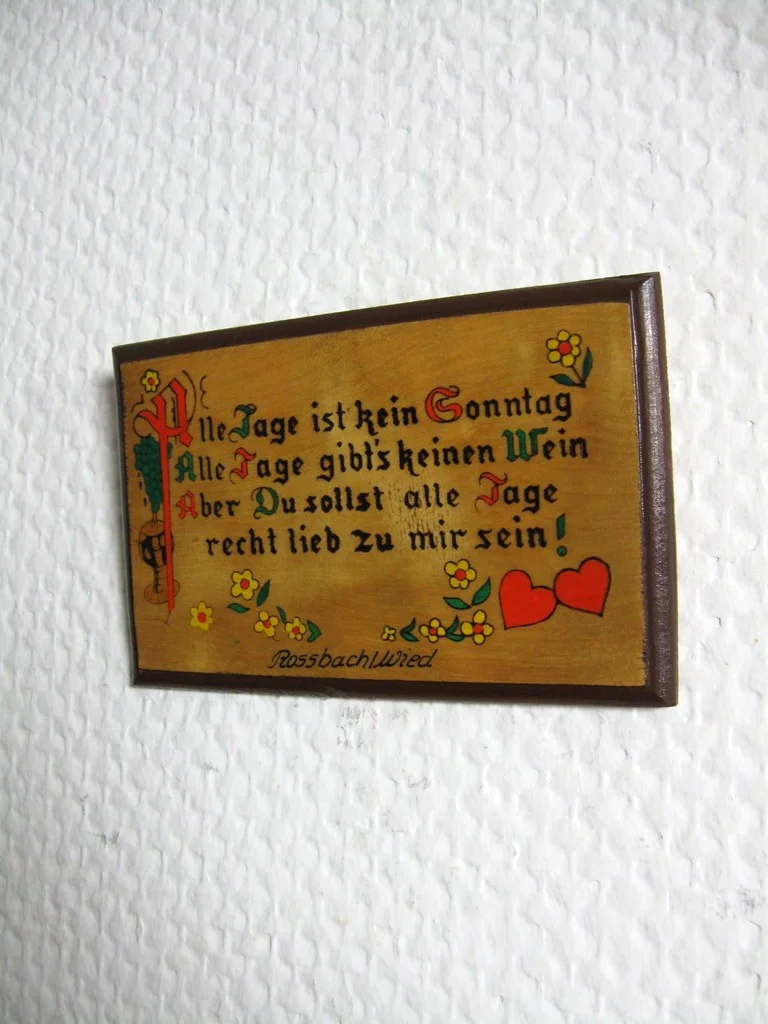 Alle Tage ist kein Sonntag
Alle Tage gibt's keinen Wein
Aber Du sollst alle Tage
recht lieb zu mir sein!
Rossbach/Wied